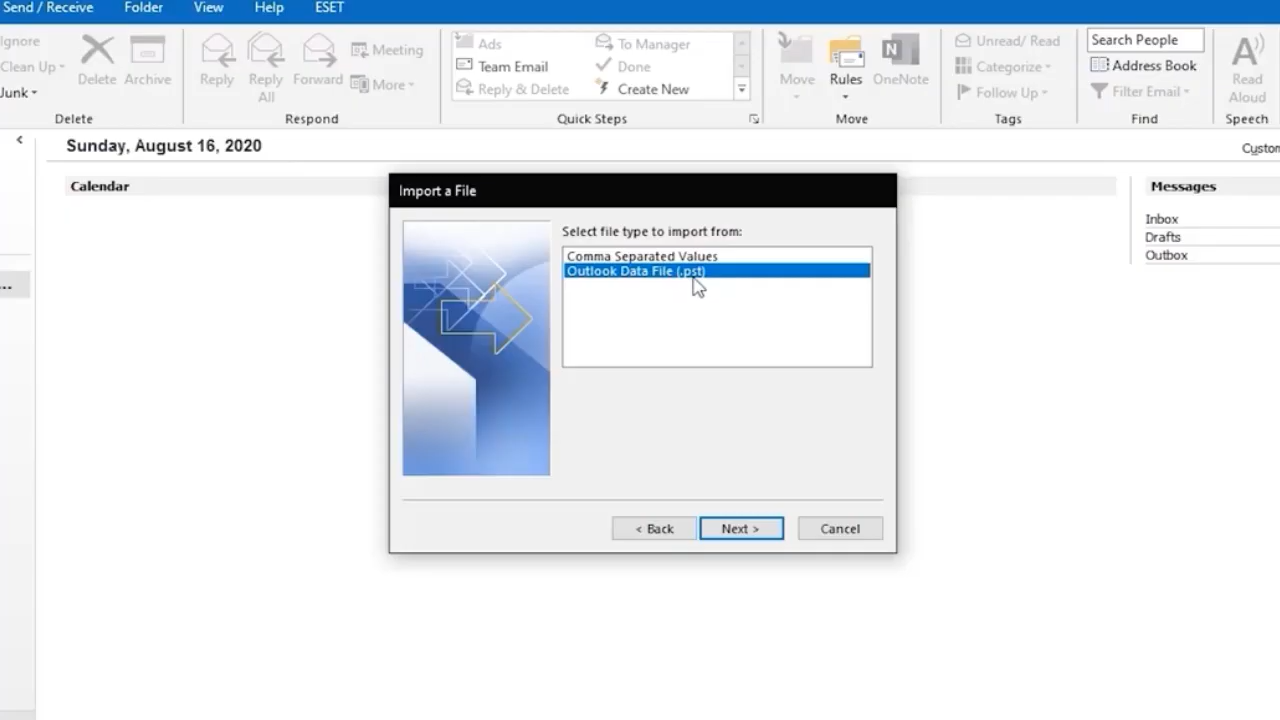 Send / Receive Folder View Help ESET
Ignore
Clean Up
Junk
Delete Archive
Delete
Reply Reply All Forward
Meeting
More
Respond
Ads
Team Email
Reply & Delete
To Manager
Done
Create New
Quick Steps
Move Rules OneNote
Move
Unread/ Read
Categorize
Follow Up
Tags
Search People
Address Book
Filter Email
Find
Read Aloud
Speech
Sunday, August 16, 2020
Custom
Calendar
Messages
Inbox
Drafts
Outbox
...
Import a File
Select file type to import from:
Comma Separated Values
Outlook Data File (.pst)
< Back Next > Cancel